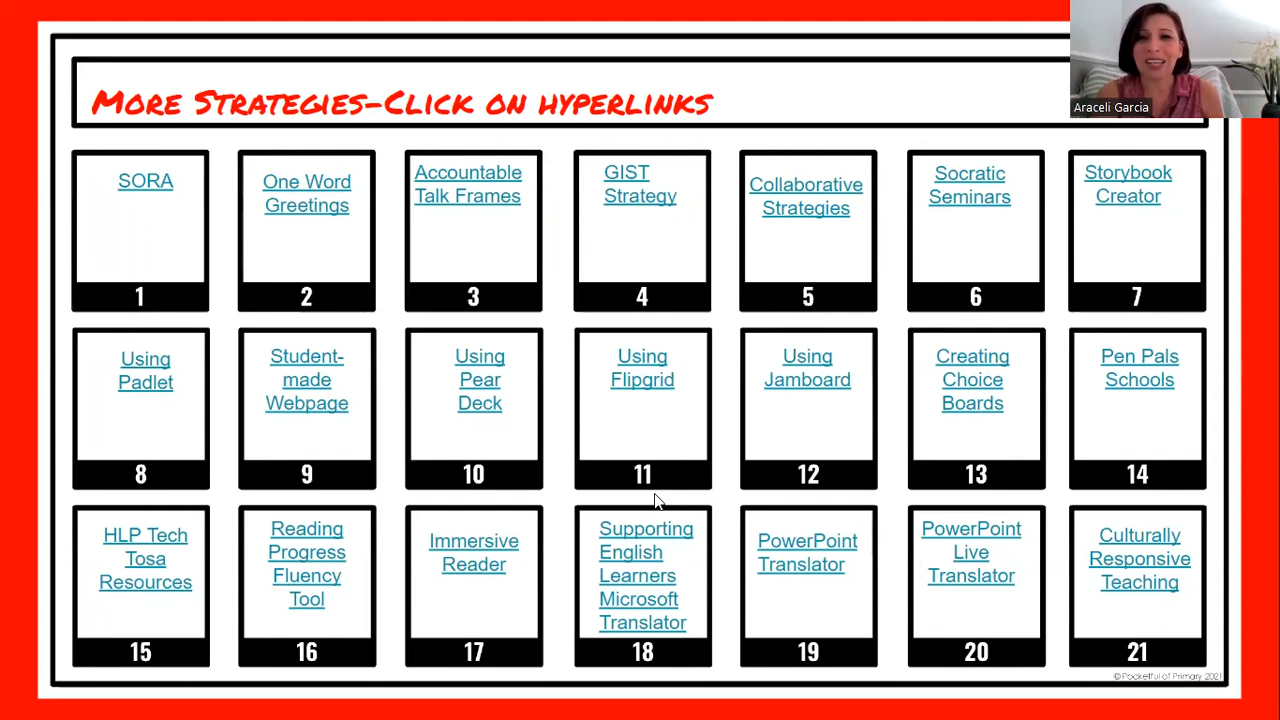 More Strategies-Click on hyperlinks
Araceli Garcia
SORA
1
One Word
Greetings
2
Accountable
Talk Frames
3
GIST
Strategy
4
Collaborative
Strategies
5
Socratic
Seminars
6
Storybook
Creator
7
Using
Padlet
8
Student-
made
Webpage
9
Using
Pear
Deck
10
Using
Flipgrid
11
Using
Jamboard
12
Creating
Choice
Boards
13
Pen Pals
Schools
14
HLP Tech
Tosa
Resources
15
Reading
Progress
Fluency
Tool
16
Immersive
Reader
17
Supporting
English
Learners
Microsoft
Translator
18
PowerPoint
Translator
19
PowerPoint
Live
Translator
20
Culturally
Responsive
Teaching
21
© Pocketful of Primary 2021